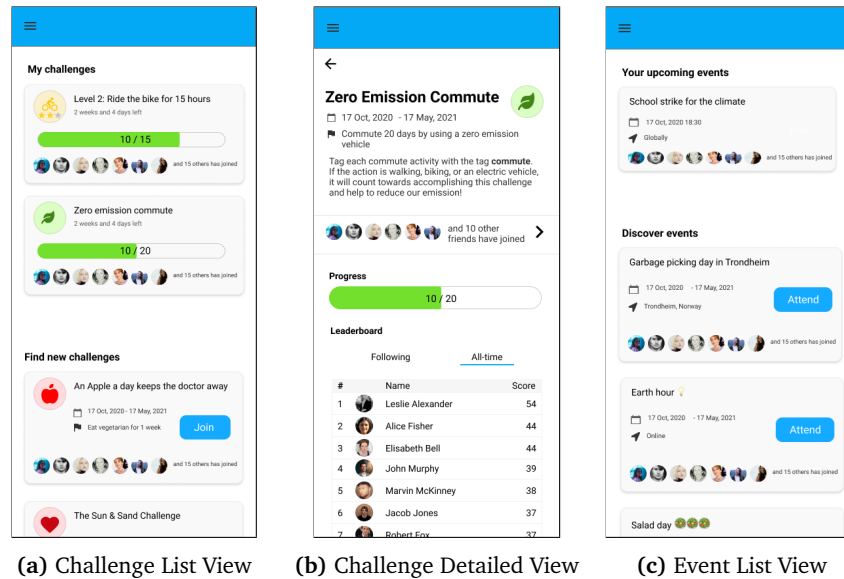 My challenges
Level 2: Ride the bike for 15 hours
2 weeks and 4 days left
10 / 15
and 15 others has joined
Zero emission commute
2 weeks and 4 days left
10 / 20
and 15 others has joined
Find new challenges
An Apple a day keeps the doctor away
17 Oct, 2020 - 17 May, 2021
Eat vegetarian for 1 week
Join
and 15 others has joined
The Sun & Sand Challenge
(a) Challenge List View
Zero Emission Commute
17 Oct, 2020 - 17 May, 2021
Commute 20 days by using a zero emission
vehicle
Tag each commute activity with the tag commute.
If the action is walking, biking, or an electric vehicle,
it will count towards accomplishing this challenge
and help to reduce our emission!
and 10 other
friends have joined
Progress
10 / 20
Leaderboard
Following All-time
# Name Score
1 Leslie Alexander 54
2 Alice Fisher 44
3 Elisabeth Bell 44
4 John Murphy 39
5 Marvin McKinney 38
6 Jacob Jones 37
7 Robert Fox 37
(b) Challenge Detailed View
Your upcoming events
School strike for the climate
17 Oct, 2020 18:30
Globally
and 15 others has joined
Discover events
Garbage picking day in Trondheim
17 Oct, 2020 - 17 May, 2021
Trondheim, Norway
Attend
and 15 others has joined
Earth hour
17 Oct, 2020 - 17 May, 2021
Online
Attend
and 15 others has joined
Salad day
(c) Event List View